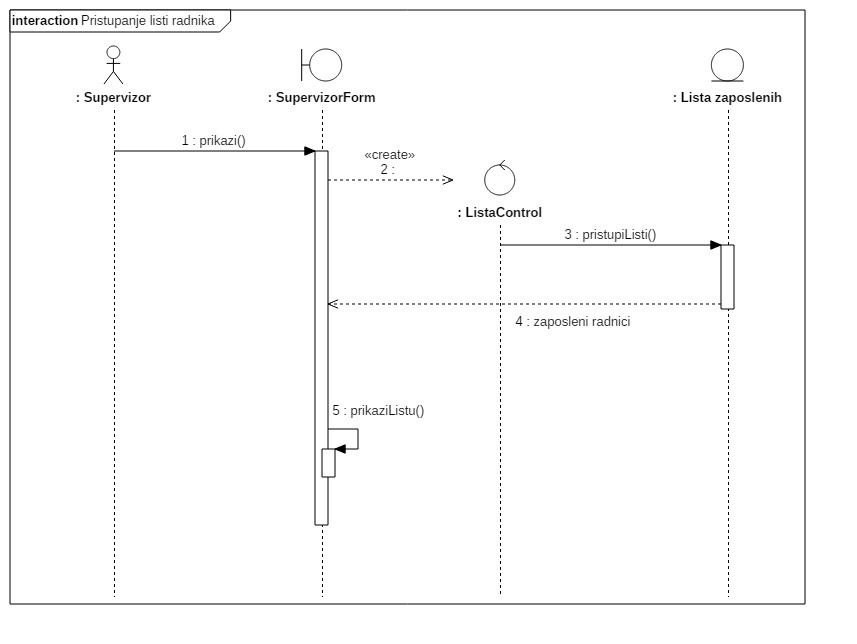 interaction Pristupanje listi radnika
: Supervizor
: SupervizorForm
: Lista zaposlenih
1 : prikazi()
«create»
2 :
: ListaControl
3 : pristupiListi()
4 : zaposleni radnici
5 : prikaziListu()